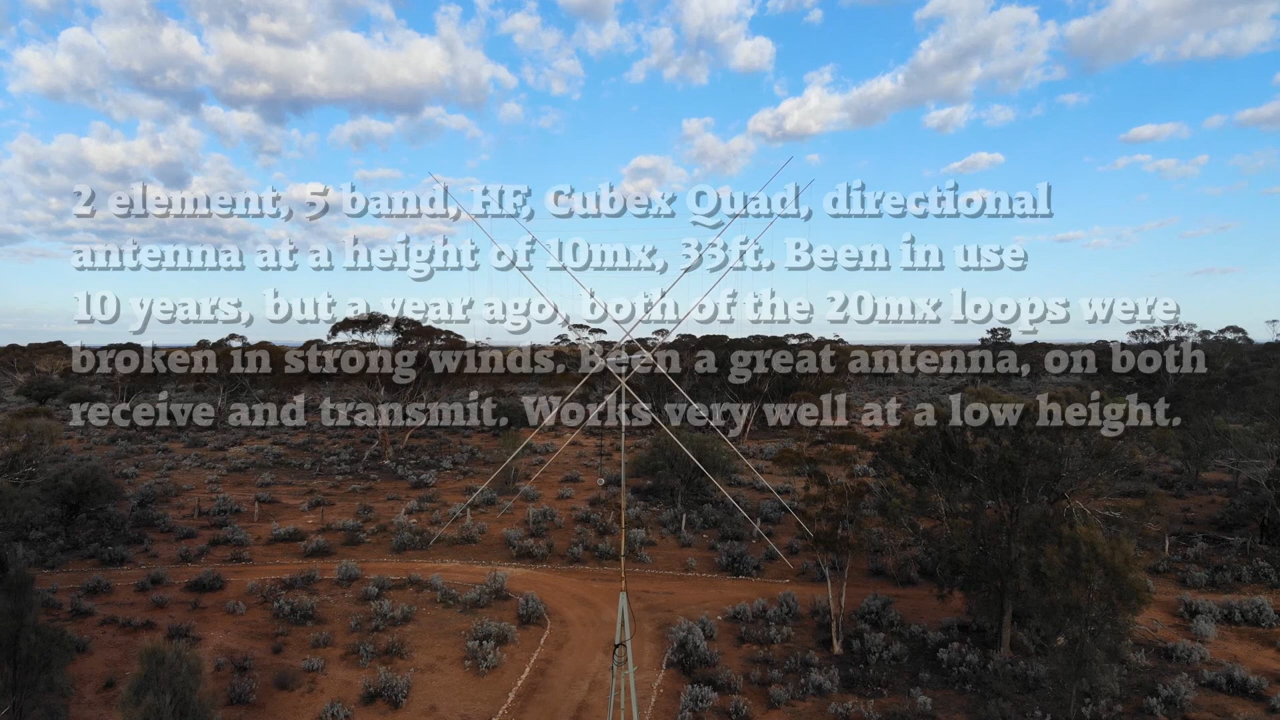 2 element, 5 band, HF, Cubex Quad, directional
antenna at a height of 10mx, 33ft. Been in use
10 years, but a year ago, both of the 20mx loops were
broken in strong winds. Been a great antenna, on both
receive and transmit. Works very well at a low height.